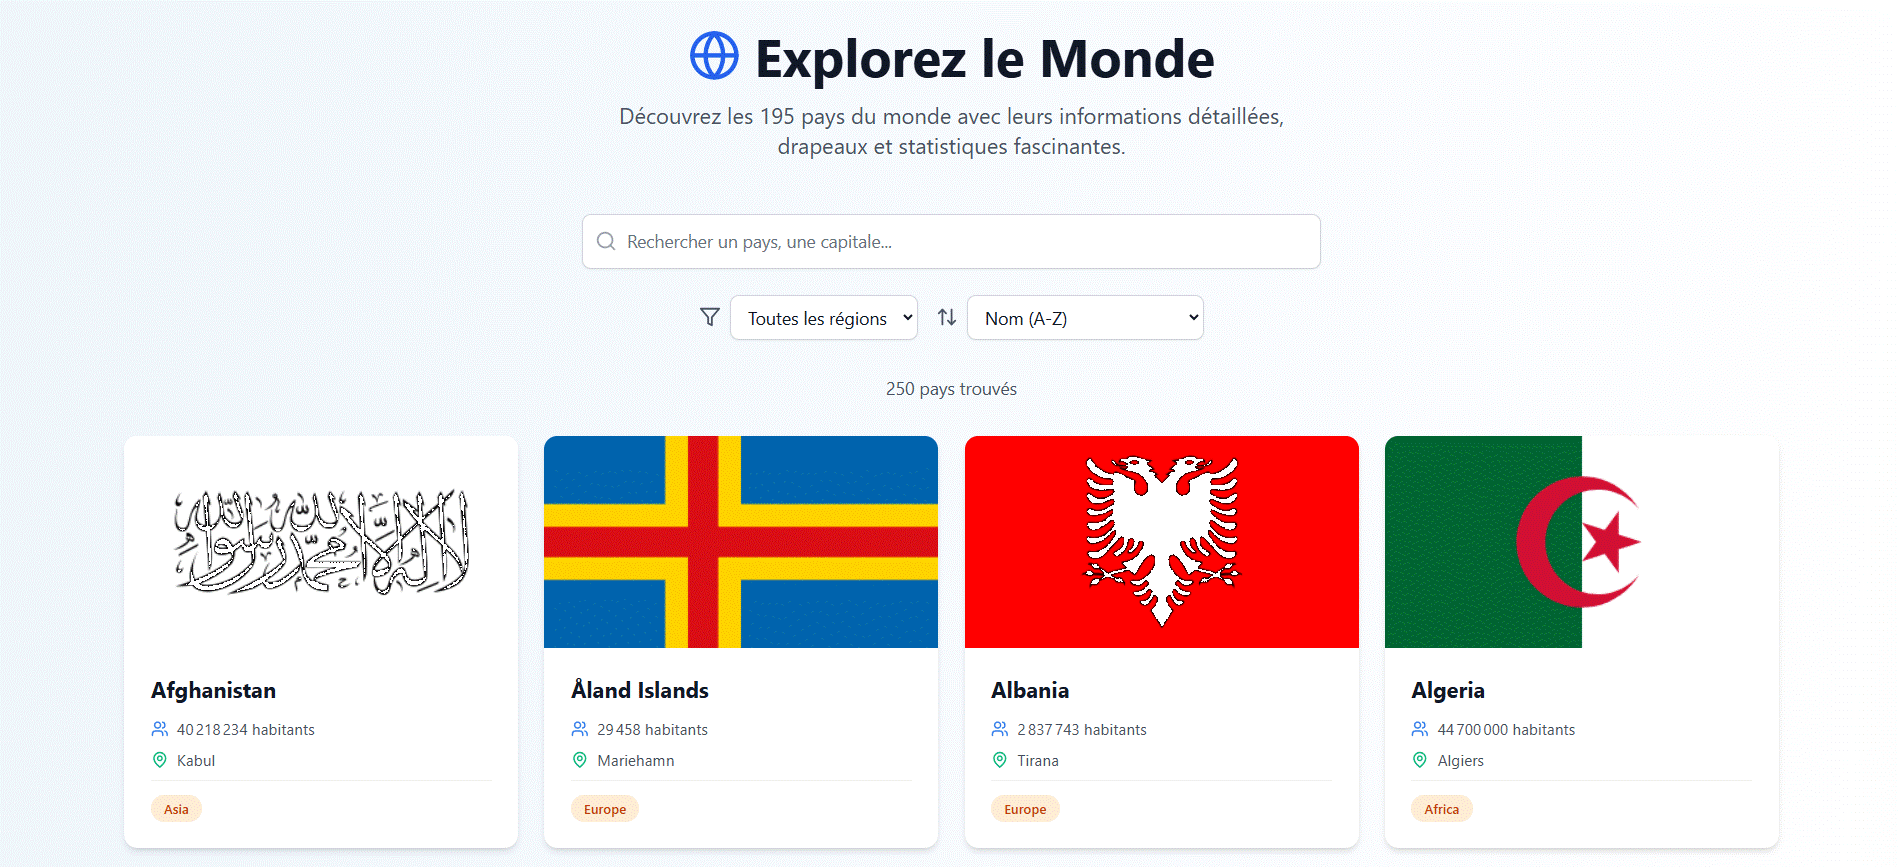 Explorez le Monde
Découvrez les 195 pays du monde avec leurs informations détaillées,
drapeaux et statistiques fascinantes.
Rechercher un pays, une capitale...
Toutes les régions
Nom (A-Z)
250 pays trouvés
لا إله إلا الله محمد رسول الله
Afghanistan
40 218 234 habitants
Kabul
Asia
Åland Islands
29 458 habitants
Mariehamn
Europe
Albania
2 837 743 habitants
Tirana
Europe
Algeria
44 700 000 habitants
Algiers
Africa